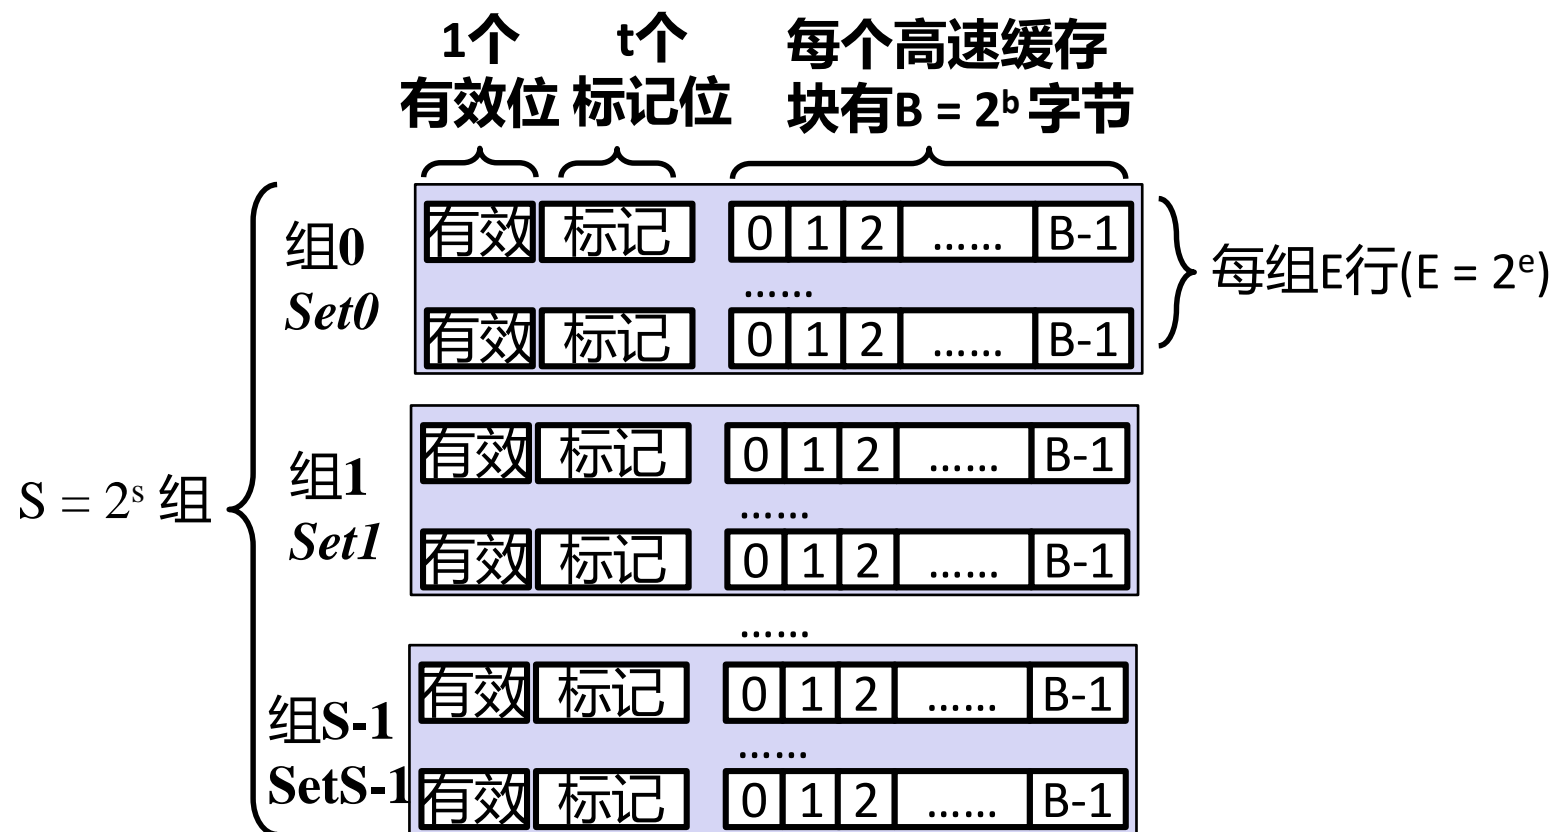 1个 t个 每个高速缓存
有效位 标记位 块有B = 2ᵇ 字节
组0
Set0
有效 标记 0 1 2 …… B-1
……
有效 标记 0 1 2 …… B-1
每组E行(E = 2ᵉ)
S = 2ˢ 组
组1
Set1
有效 标记 0 1 2 …… B-1
……
有效 标记 0 1 2 …… B-1
……
组S-1
SetS-1
有效 标记 0 1 2 …… B-1
……
有效 标记 0 1 2 …… B-1